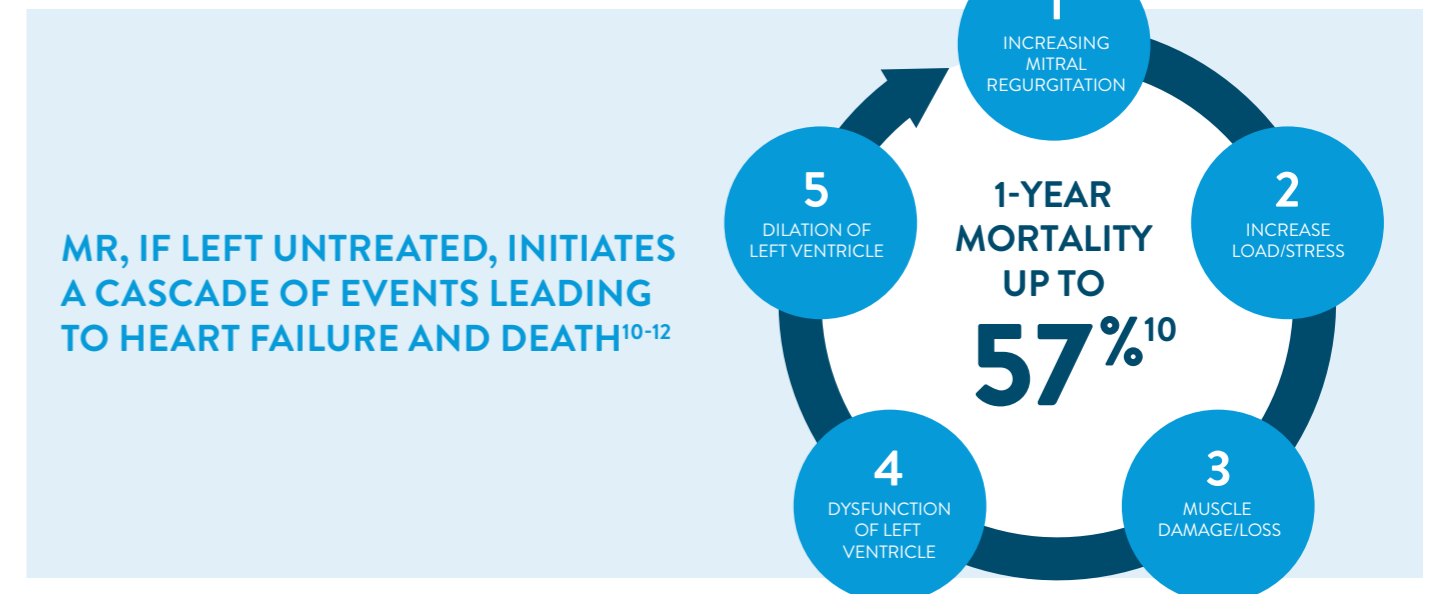 MR, IF LEFT UNTREATED, INITIATES
A CASCADE OF EVENTS LEADING
TO HEART FAILURE AND DEATH10-12
1
INCREASING
MITRAL
REGURGITATION
2
INCREASE
LOAD/STRESS
3
MUSCLE
DAMAGE/LOSS
4
DYSFUNCTION
OF LEFT
VENTRICLE
5
DILATION OF
LEFT VENTRICLE
1-YEAR
MORTALITY
UP TO
57%10